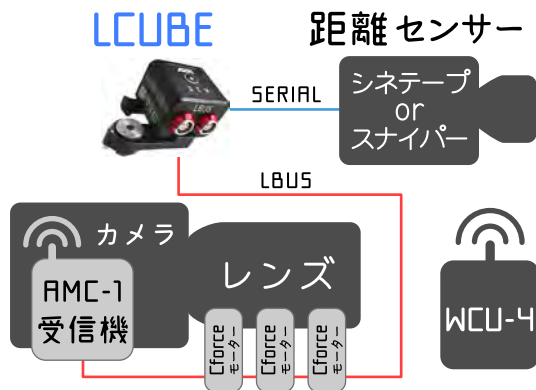 LCUBE
距離センサー
LBUS
SERIAL
シネテープ
or
スナイパー
LBUS
カメラ
レンズ
AMC-1
受信機
Cforce
モーター
Cforce
モーター
Cforce
モーター
WCU-4